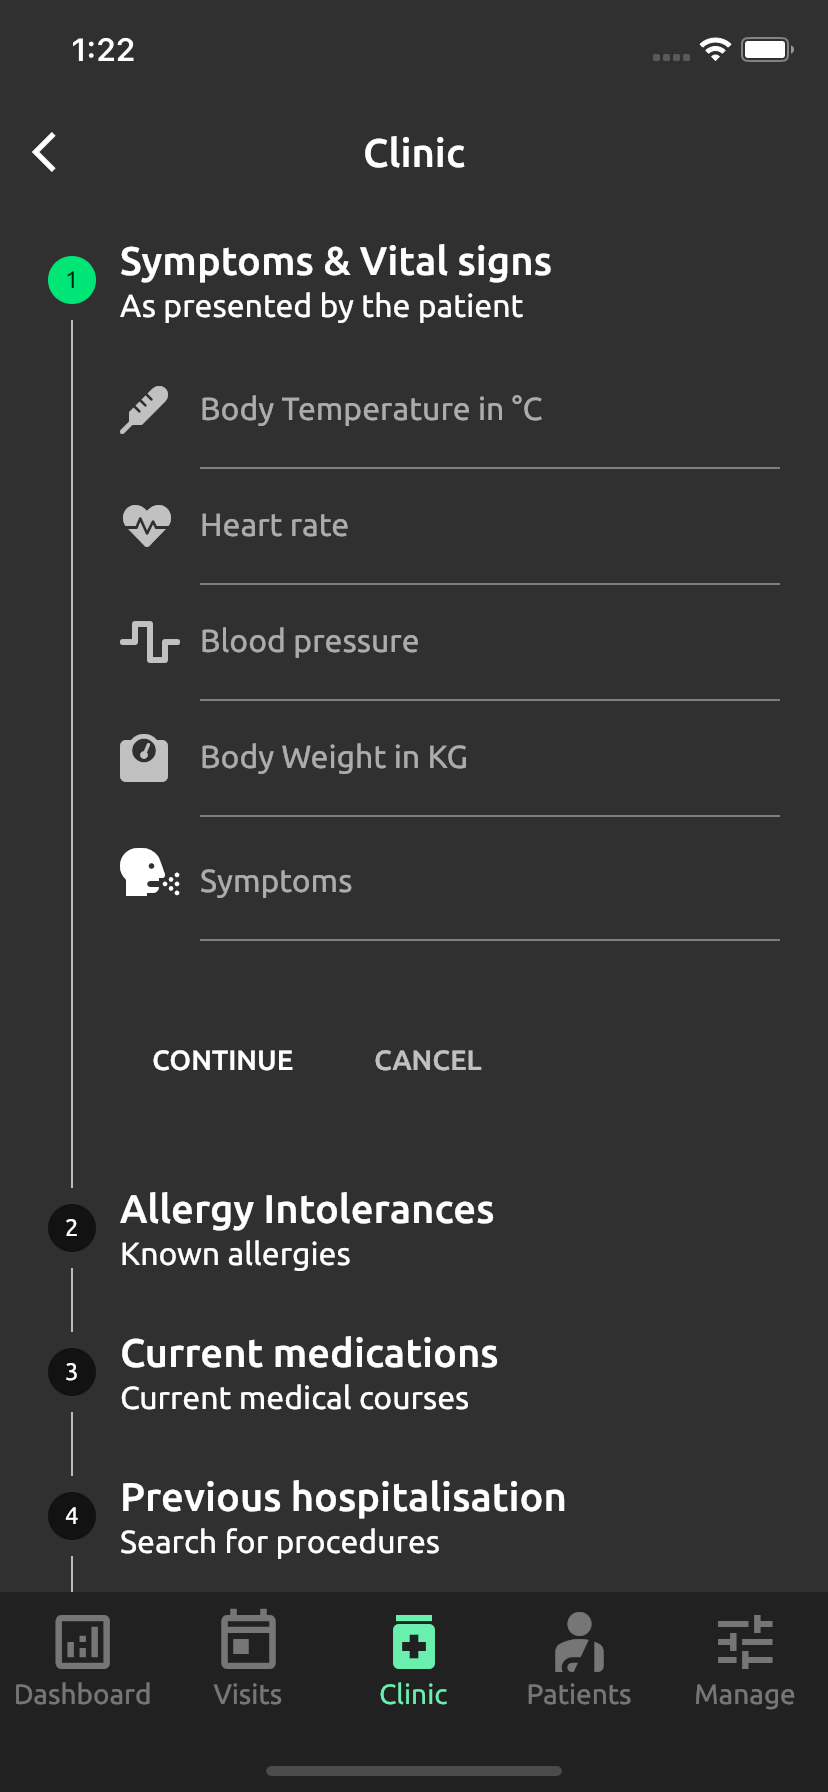 1:22
Clinic
1
Symptoms & Vital signs
As presented by the patient
Body Temperature in °C
Heart rate
Blood pressure
Body Weight in KG
Symptoms
CONTINUE CANCEL
2
Allergy Intolerances
Known allergies
3
Current medications
Current medical courses
4
Previous hospitalisation
Search for procedures
Dashboard Visits Clinic Patients Manage